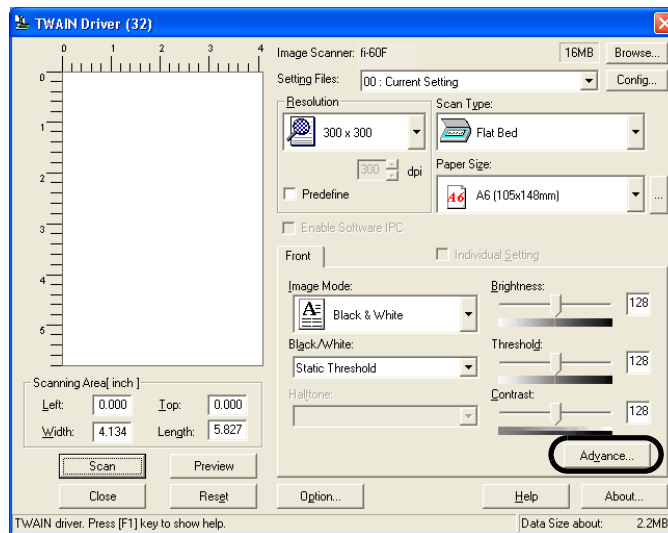 TWAIN Driver (32)
0 1 2 3 4
0
1
2
3
4
5
Image Scanner: fi-60F 16MB Browse...
Setting Files: 00 : Current Setting Config...
Resolution
300 x 300
300 dpi
Predefine
Scan Type:
Flat Bed
Paper Size:
A6 A6 (105x148mm) ...
Enable Software IPC
Front Individual Setting
Image Mode:
Black & White
Black/White:
Static Threshold
Halftone:
Brightness:
128
Threshold:
128
Contrast:
128
Advance...
Scanning Area[ inch ]
Left: 0.000 Top: 0.000
Width: 4.134 Length: 5.827
Scan Preview
Close Reset Option... Help About...
TWAIN driver. Press [F1] key to show help. Data Size about: 2.2MB